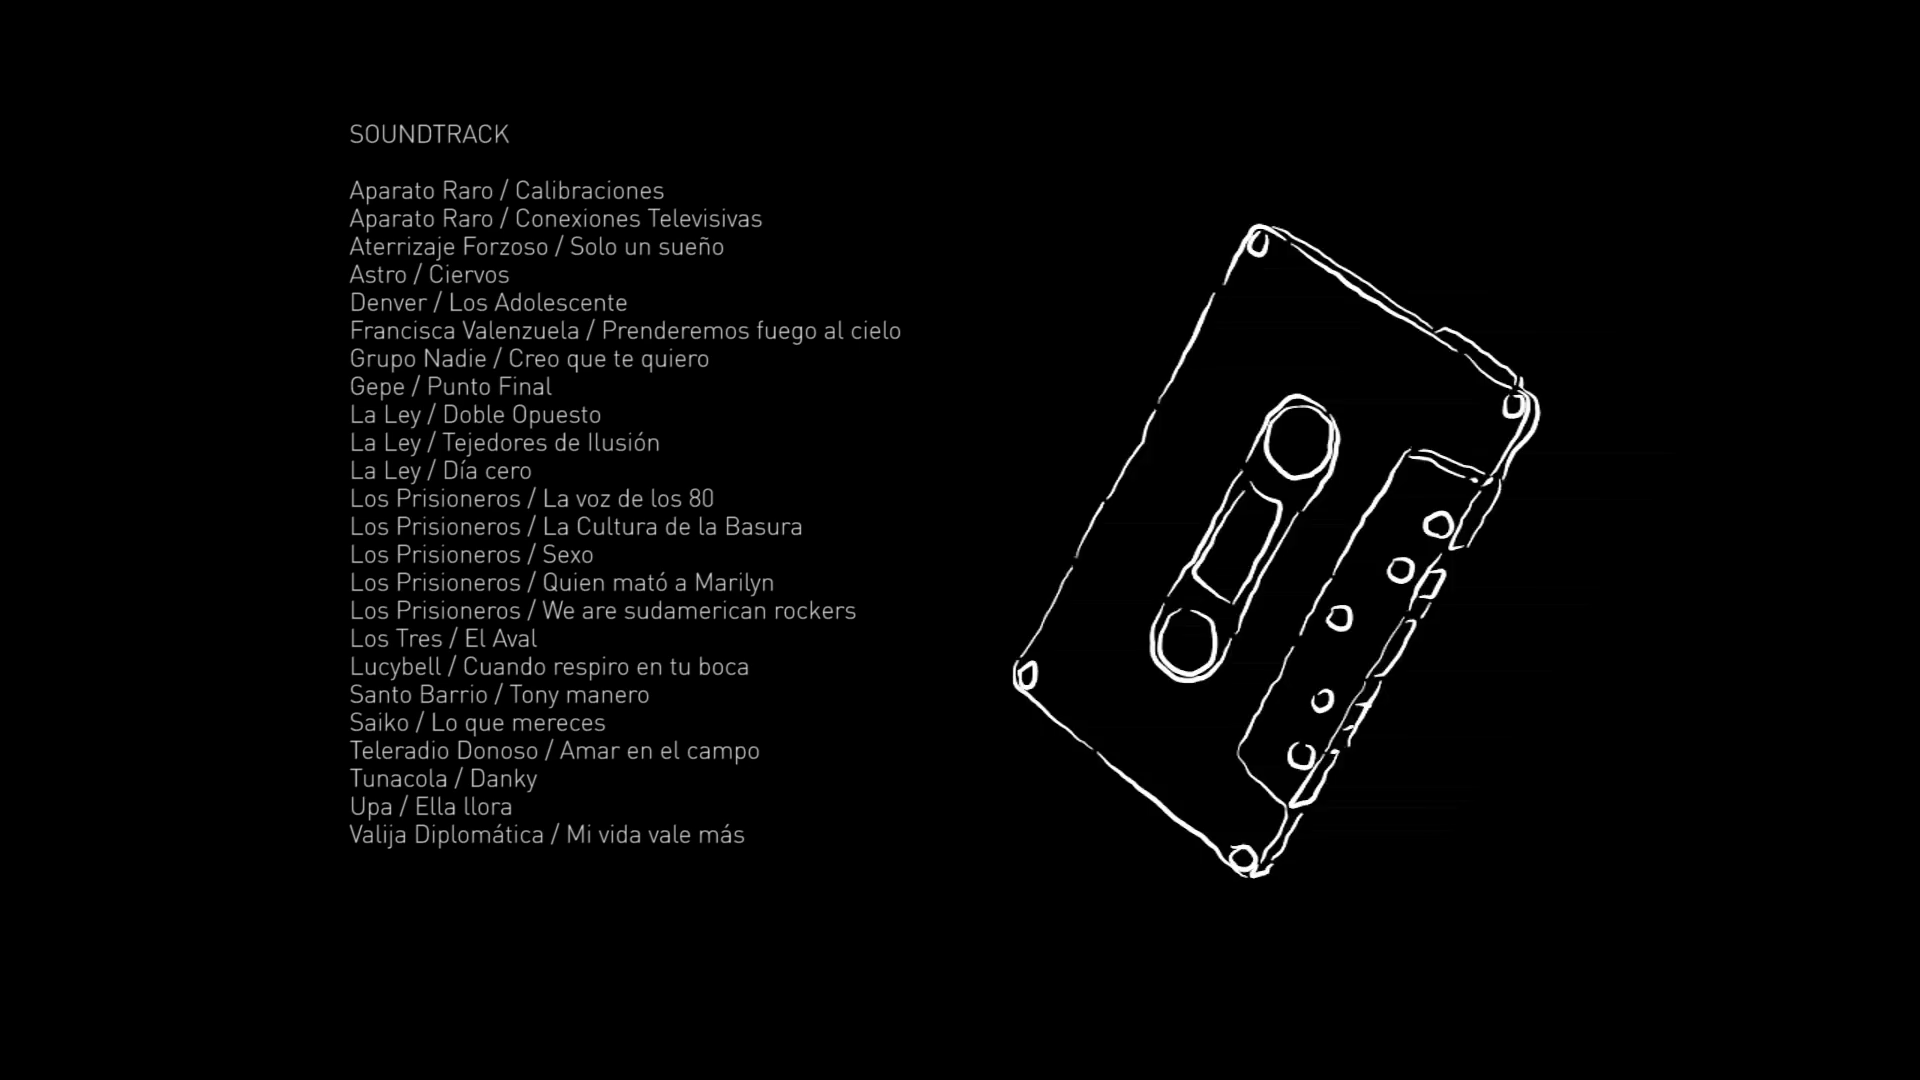 SOUNDTRACK
Aparato Raro / Calibraciones
Aparato Raro / Conexiones Televisivas
Aterrizaje Forzoso / Solo un sueño
Astro / Ciervos
Denver / Los Adolescente
Francisca Valenzuela / Prenderemos fuego al cielo
Grupo Nadie / Creo que te quiero
Gepe / Punto Final
La Ley / Doble Opuesto
La Ley / Tejedores de Ilusión
La Ley / Día cero
Los Prisioneros / La voz de los 80
Los Prisioneros / La Cultura de la Basura
Los Prisioneros / Sexo
Los Prisioneros / Quien mató a Marilyn
Los Prisioneros / We are sudamerican rockers
Los Tres / El Aval
Lucybell / Cuando respiro en tu boca
Santo Barrio / Tony manero
Saiko / Lo que mereces
Teleradio Donoso / Amar en el campo
Tunacola / Danky
Upa / Ella llora
Valija Diplomática / Mi vida vale más